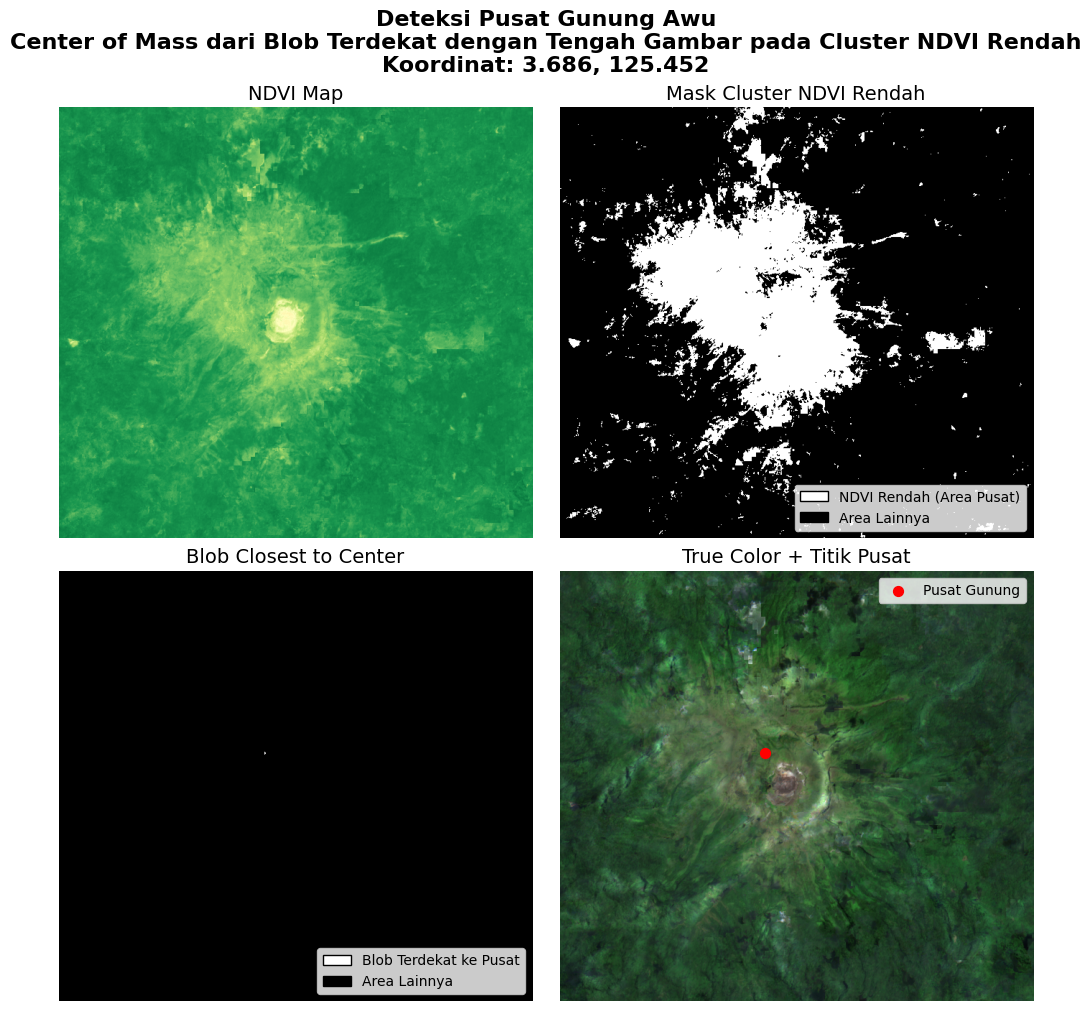 Deteksi Pusat Gunung Awu
Center of Mass dari Blob Terdekat dengan Tengah Gambar pada Cluster NDVI Rendah
Koordinat: 3.686, 125.452
NDVI Map
Mask Cluster NDVI Rendah
NDVI Rendah (Area Pusat)
Area Lainnya
Blob Closest to Center
True Color + Titik Pusat
Pusat Gunung
Blob Terdekat ke Pusat
Area Lainnya